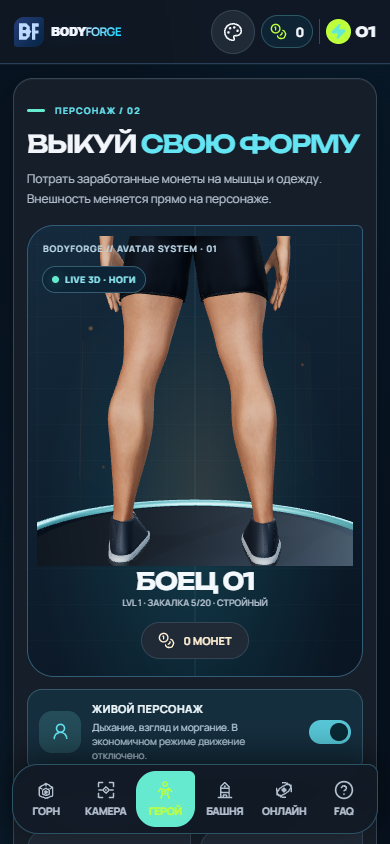 BF BODYFORGE
0
01
ПЕРСОНАЖ / 02
ВЫКУЙ СВОЮ ФОРМУ
Потрать заработанные монеты на мышцы и одежду.
Внешность меняется прямо на персонаже.
BODYFORGE // AVATAR SYSTEM · 01
LIVE 3D · НОГИ
БОЕЦ 01
LVL 1 · ЗАКАЛКА 5/20 · СТРОЙНЫЙ
0 МОНЕТ
ЖИВОЙ ПЕРСОНАЖ
Дыхание, взгляд и моргание. В
экономичном режиме движение
отключено.
ГОРН
КАМЕРА
ГЕРОЙ
БАШНЯ
ОНЛАЙН
FAQ